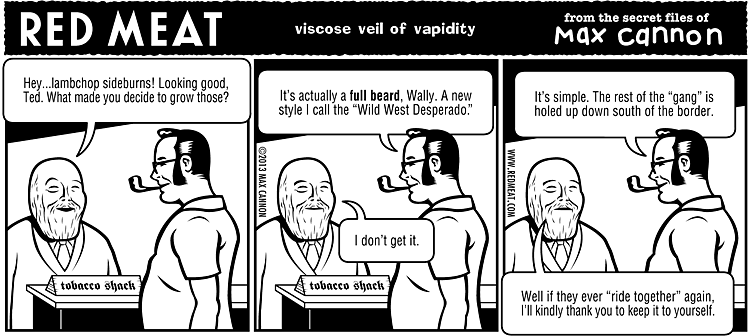 RED MEAT
viscose veil of vapidity
from the secret files of
Max cannon
Hey...lambchop sideburns! Looking good,
Ted. What made you decide to grow those?
tobacco shack
It's actually a full beard, Wally. A new
style I call the “Wild West Desperado.”
©2013 MAX CANNON
I don't get it.
tobacco shack
It's simple. The rest of the “gang” is
holed up down south of the border.
WWW.REDMEAT.COM
Well if they ever “ride together” again,
I'll kindly thank you to keep it to yourself.